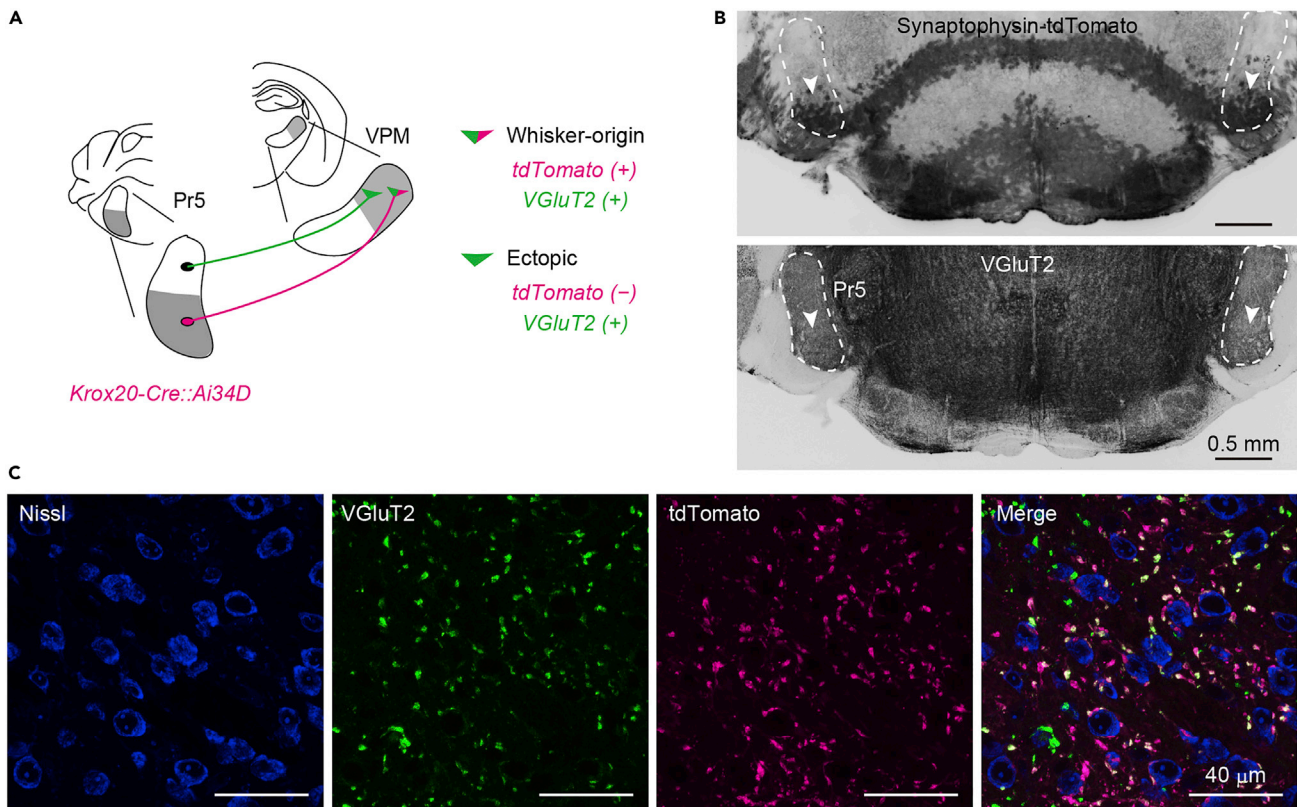 A
Pr5
VPM
Whisker-origin
tdTomato (+)
VGluT2 (+)
Ectopic
tdTomato (−)
VGluT2 (+)
Krox20-Cre::Ai34D
B
Synaptophysin-tdTomato
VGluT2
Pr5
0.5 mm
C
Nissl
VGluT2
tdTomato
Merge
40 μm